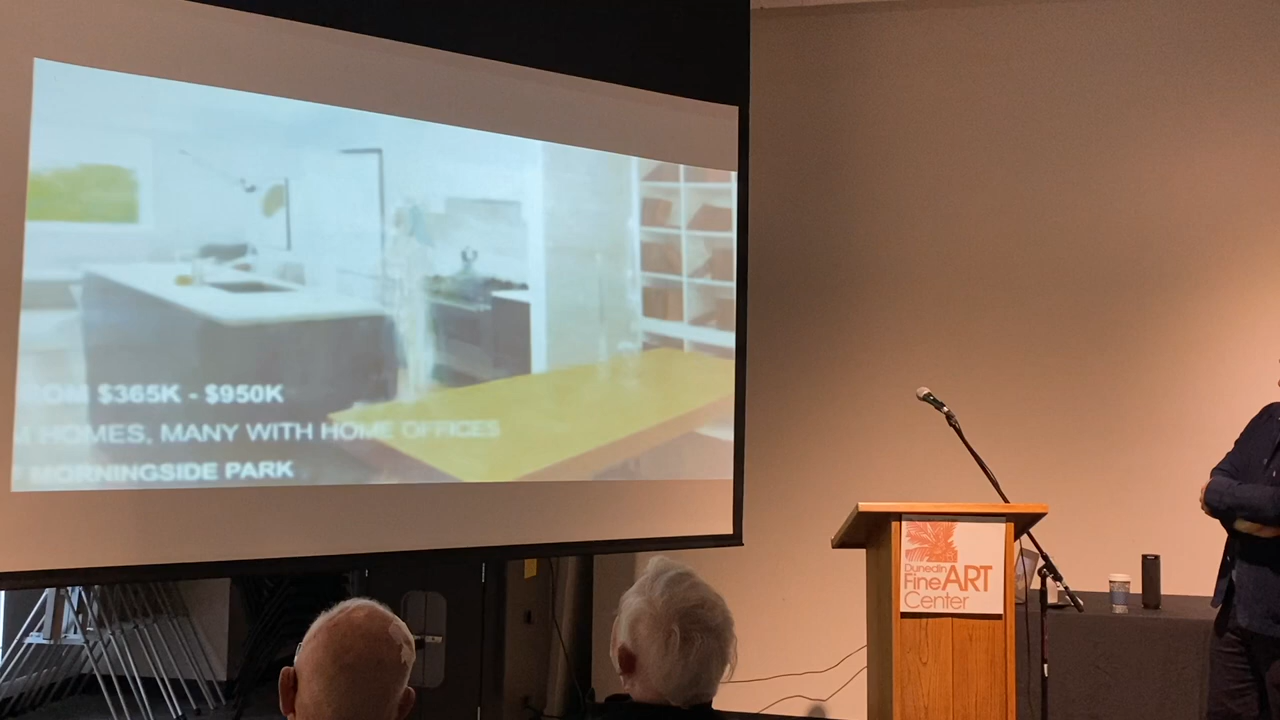 $365K - $950K
HOMES, MANY WITH HOME OFFICES
MORNINGSIDE PARK
Dunedin
Fine ART
Center